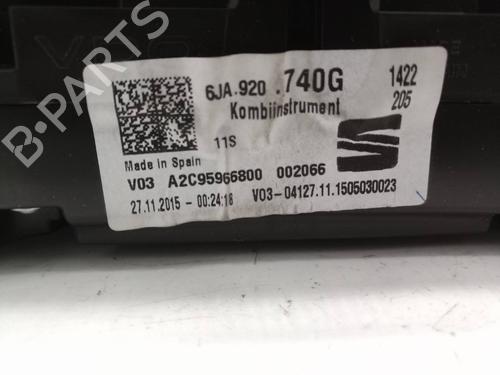 6JA.920 .740G 1422
205
Kombiinstrument
11S
Made in Spain
V03 A2C95966800 002066
27.11.2015 - 00:24:16 V03-04127.11.1505030023
B-PARTS